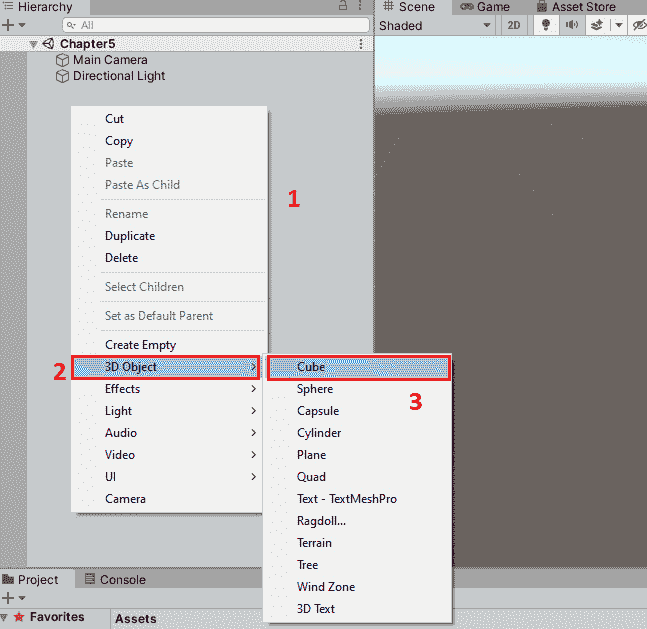 Hierarchy
All
Chapter5
Main Camera
Directional Light
Scene
Game
Asset Store
Shaded
2D
Cut
Copy
Paste
Paste As Child
Rename
Duplicate
Delete
Select Children
Set as Default Parent
Create Empty
3D Object
Effects
Light
Audio
Video
UI
Camera
1
2
Cube
Sphere
Capsule
Cylinder
Plane
Quad
Text - TextMeshPro
Ragdoll...
Terrain
Tree
Wind Zone
3D Text
3
Project
Console
Favorites
Assets